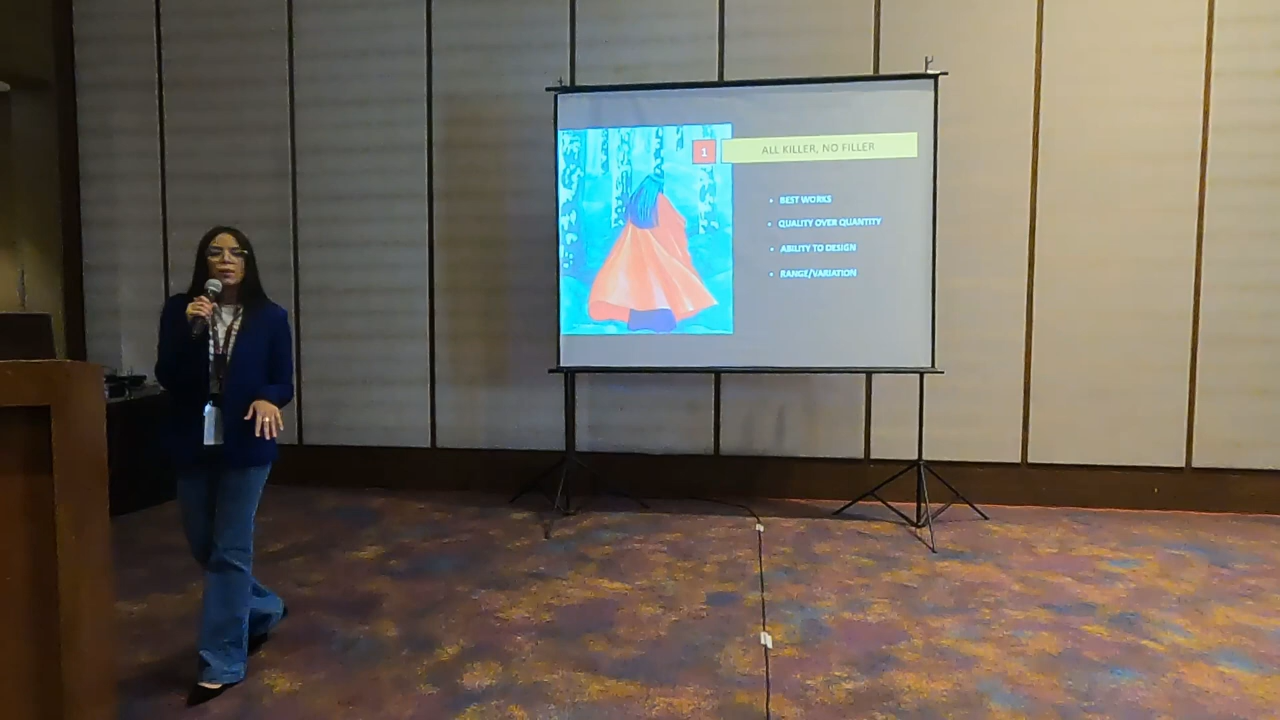 1
ALL KILLER, NO FILLER
• BEST WORKS
• QUALITY OVER QUANTITY
• ABILITY TO DESIGN
• RANGE/VARIATION